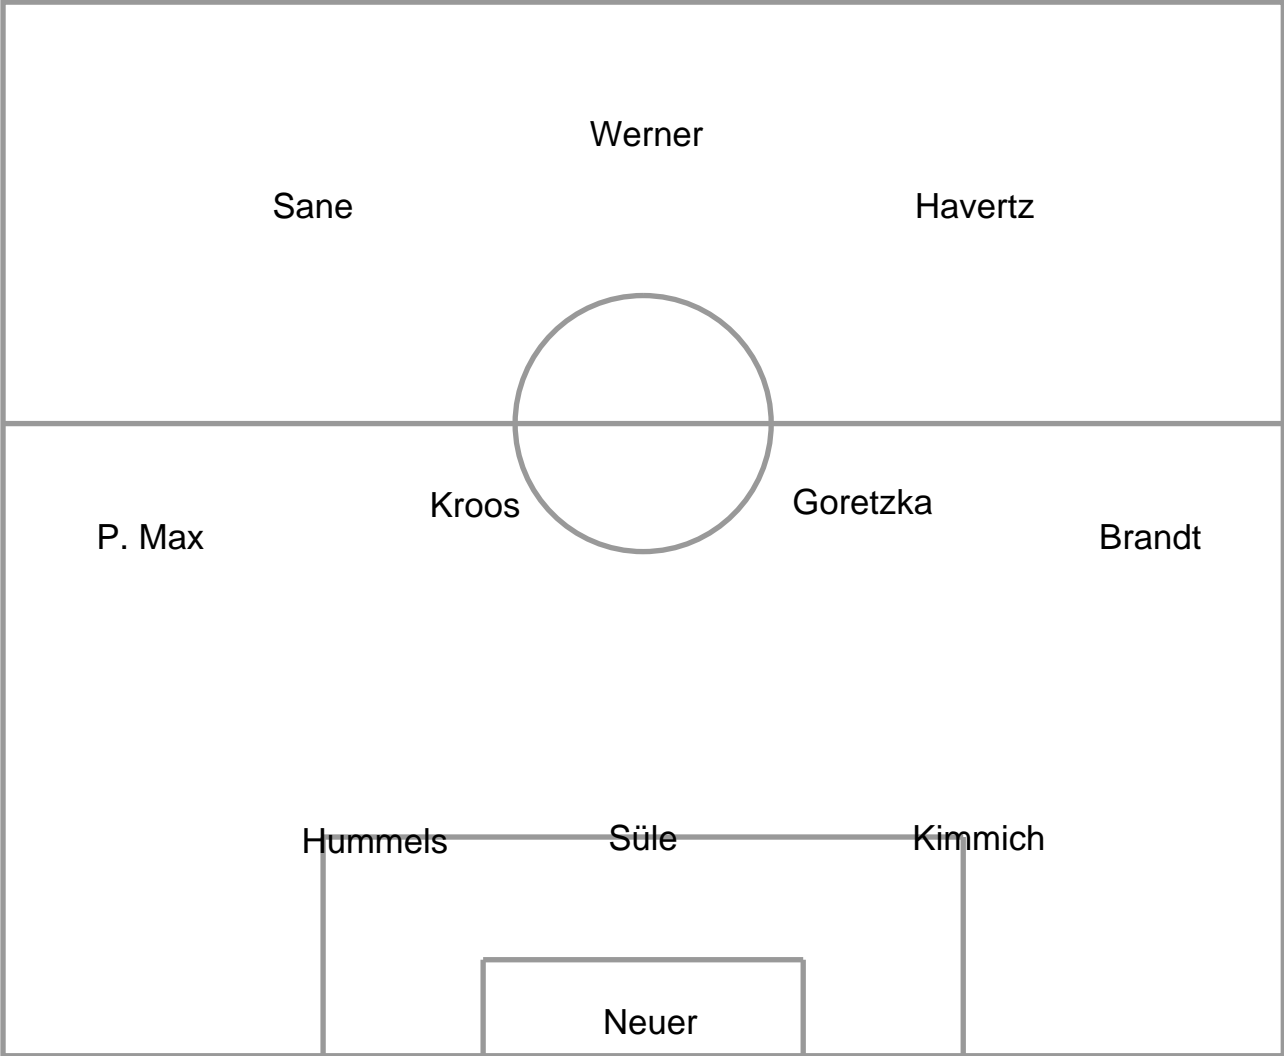 Werner
Sane
Havertz
Kroos
Goretzka
P. Max
Brandt
Hummels
Süle
Kimmich
Neuer